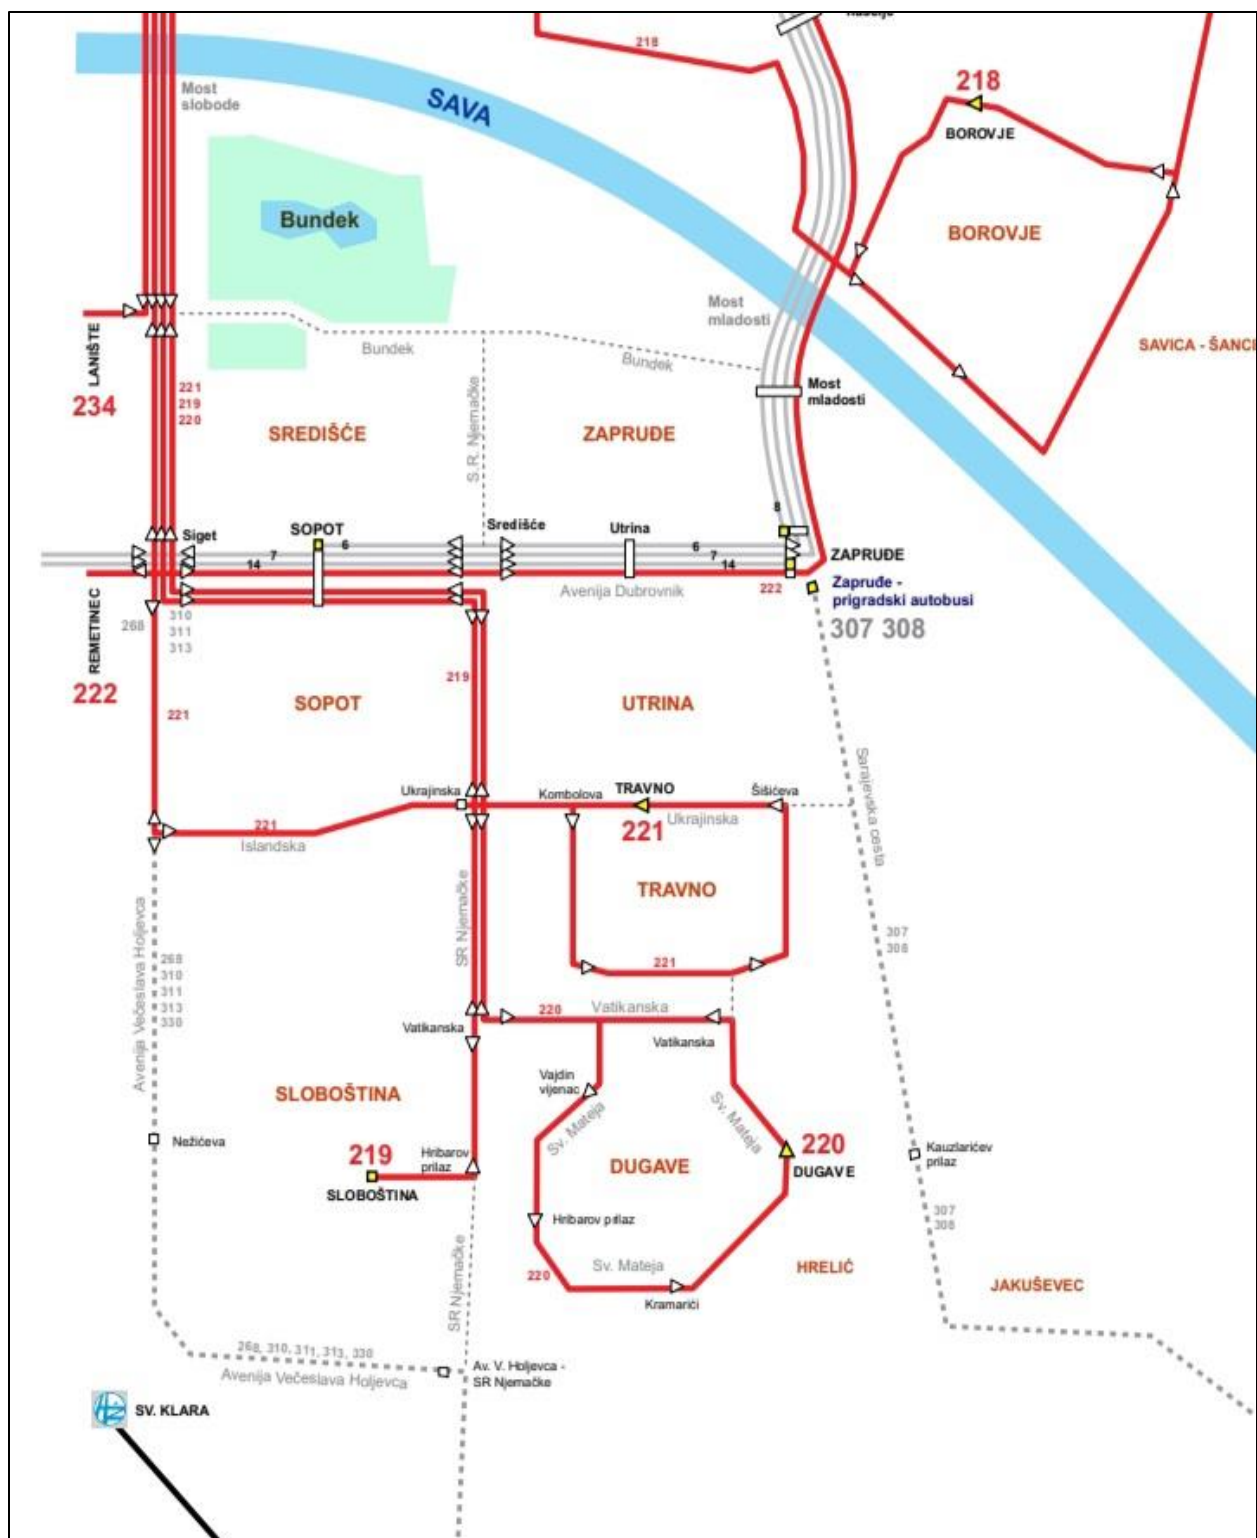 Kušelje
218
218
BOROVJE
Most
slobode
SAVA
Bundek
BOROVJE
Most
mladosti
SAVICA - ŠANCI
LANIŠTE
234
Bundek
Bundek
221
219
220
S.R. Njemačke
Most
mladosti
SREDIŠĆE
ZAPRUĐE
8
Siget
SOPOT
Središće
Utrina
6
7
14
6
7
14
ZAPRUĐE
Avenija Dubrovnik
222
Zapruđe -
prigradski autobusi
307 308
268
310
311
313
REMETINEC
222
219
221
SOPOT
UTRINA
Sarajevska cesta
Ukrajinska
Kombolova
TRAVNO
Šišićeva
221
Ukrajinska
221
Islandska
TRAVNO
SR Njemačke
Avenija Većeslava Holjevca
268
310
311
313
330
307
308
221
Vatikanska
220
Vatikanska
Vatikanska
Vajdin
vijenac
Sv. Mateja
Sv. Mateja
SLOBOŠTINA
Nežićeva
219
SLOBOŠTINA
Hribarov
prilaz
DUGAVE
220
DUGAVE
Kauzlarićev
prilaz
307
308
Hribarov prilaz
Sv. Mateja
220
Kramarići
HRELIĆ
JAKUŠEVEC
SR Njemačke
268, 310, 311, 313, 330
Avenija Većeslava Holjevca
Av. V. Holjevca -
SR Njemačke
HŽ
SV. KLARA